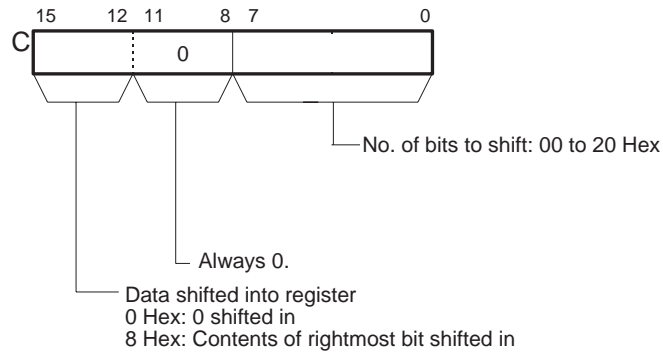 15 12 11 8 7 0
C
0
No. of bits to shift: 00 to 20 Hex
Always 0.
Data shifted into register
0 Hex: 0 shifted in
8 Hex: Contents of rightmost bit shifted in